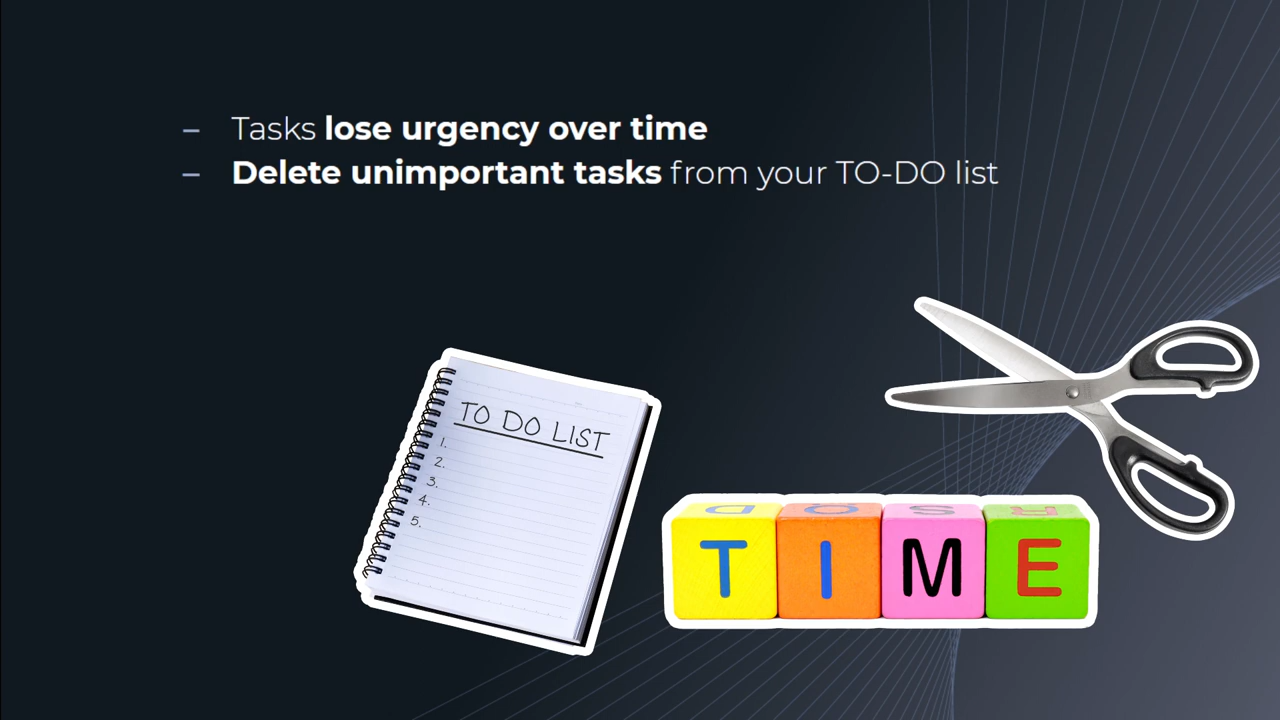 – Tasks lose urgency over time
– Delete unimportant tasks from your TO-DO list
TO DO LIST
1.
2.
3.
4.
5.
D O S R
T I M E